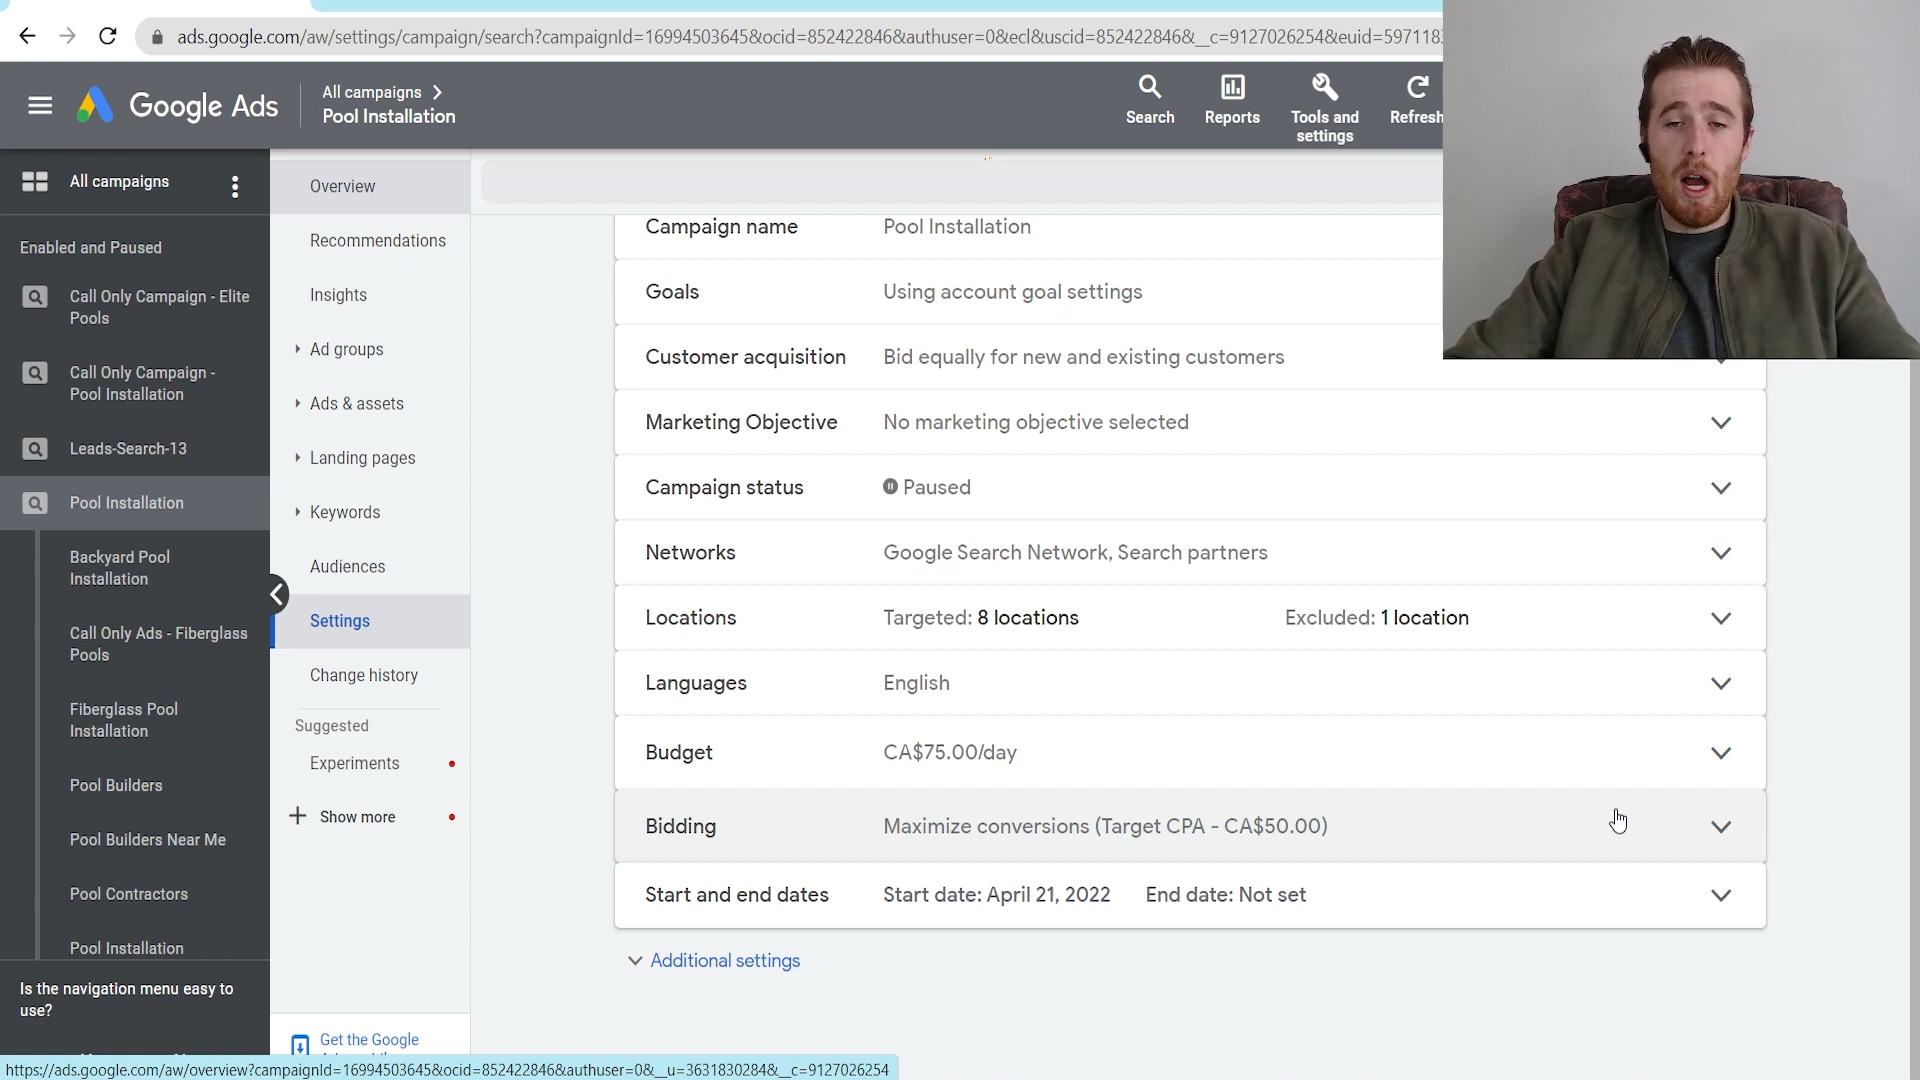 ads.google.com/aw/settings/campaign/search?campaignId=16994503645&ocid=852422846&authuser=0&ecl&uscid=852422846&__c=9127026254&euid=597118
Google Ads
All campaigns
Pool Installation
Search
Reports
Tools and
settings
Refresh
All campaigns
Enabled and Paused
Call Only Campaign - Elite
Pools
Call Only Campaign -
Pool Installation
Leads-Search-13
Pool Installation
Backyard Pool
Installation
Call Only Ads - Fiberglass
Pools
Fiberglass Pool
Installation
Pool Builders
Pool Builders Near Me
Pool Contractors
Pool Installation
Is the navigation menu easy to
use?
Overview
Recommendations
Insights
Ad groups
Ads & assets
Landing pages
Keywords
Audiences
Settings
Change history
Suggested
Experiments
Show more
Get the Google
Campaign name Pool Installation
Goals Using account goal settings
Customer acquisition Bid equally for new and existing customers
Marketing Objective No marketing objective selected
Campaign status Paused
Networks Google Search Network, Search partners
Locations Targeted: 8 locations Excluded: 1 location
Languages English
Budget CA$75.00/day
Bidding Maximize conversions (Target CPA - CA$50.00)
Start and end dates Start date: April 21, 2022 End date: Not set
Additional settings
https://ads.google.com/aw/overview?campaignId=16994503645&ocid=852422846&authuser=0&__u=3631830284&__c=9127026254